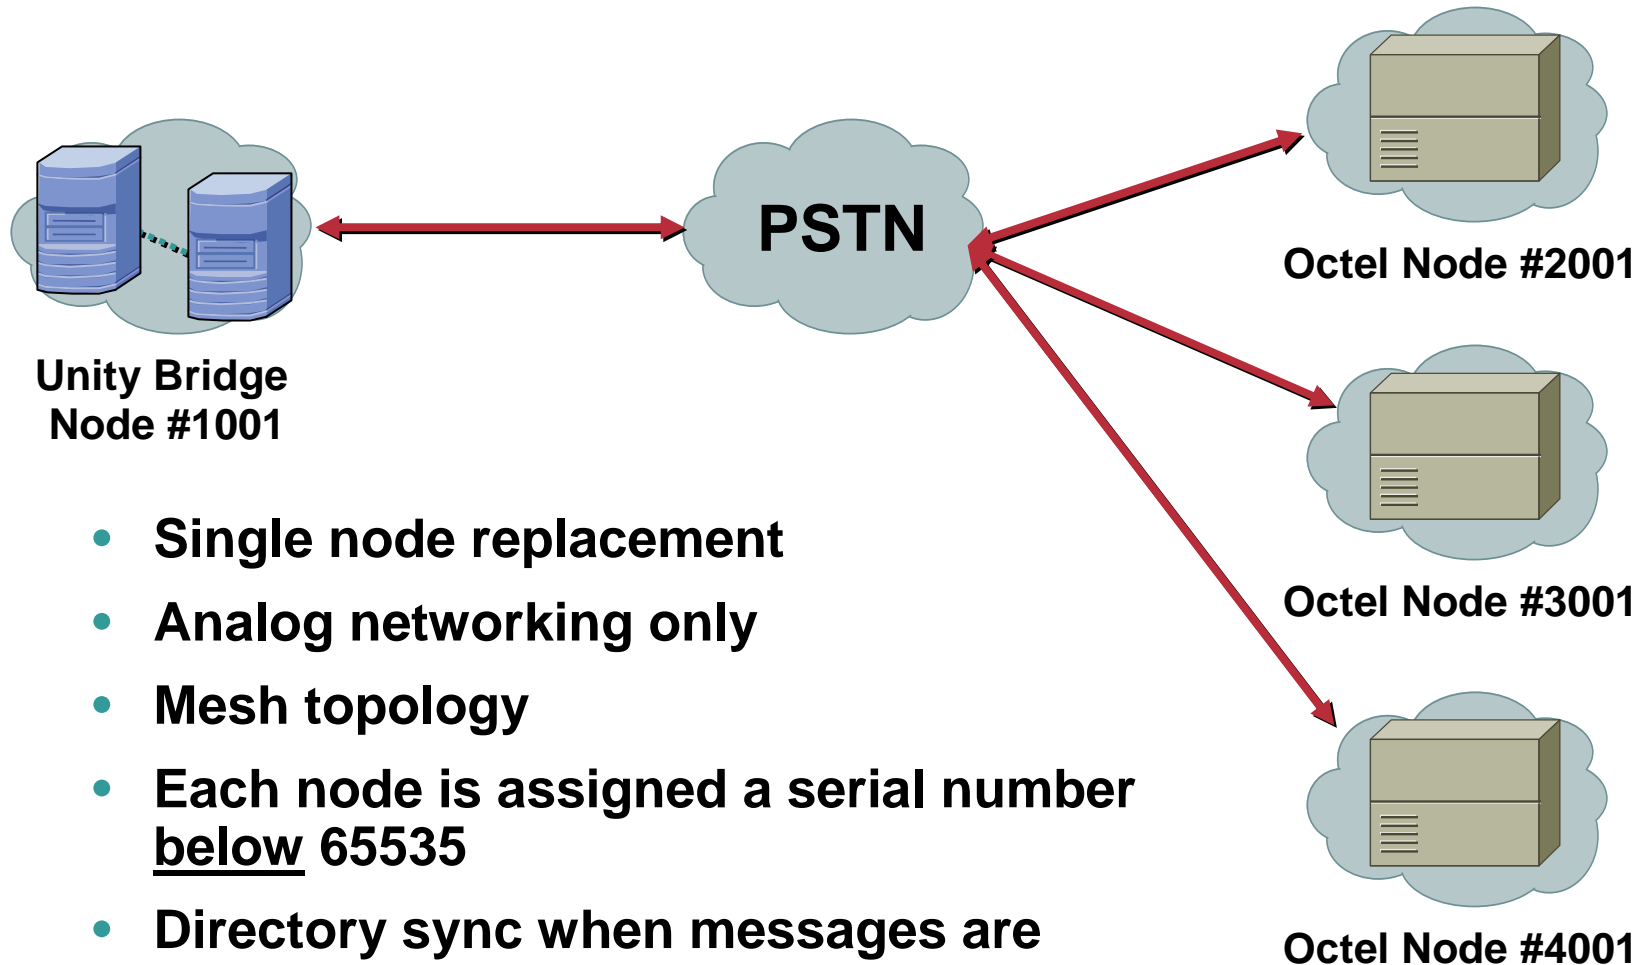 PSTN
Octel Node #2001
Unity Bridge
Node #1001
• Single node replacement
• Analog networking only
• Mesh topology
• Each node is assigned a serial number
below 65535
• Directory sync when messages are
Octel Node #3001
Octel Node #4001